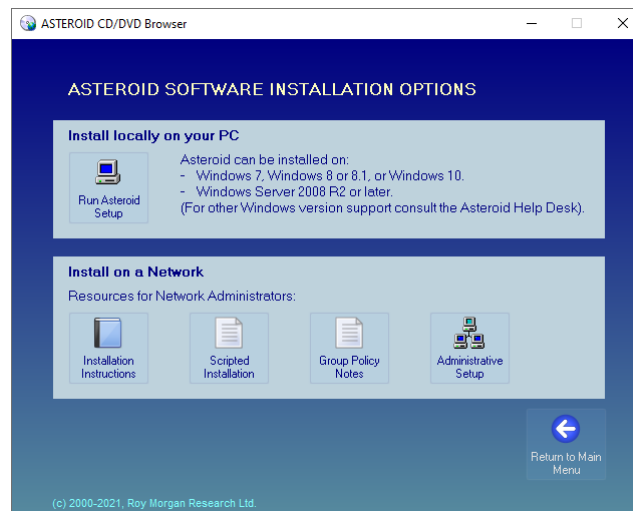 ASTEROID CD/DVD Browser
ASTEROID SOFTWARE INSTALLATION OPTIONS
Install locally on your PC
Run Asteroid
Setup
Asteroid can be installed on:
- Windows 7, Windows 8 or 8.1, or Windows 10.
- Windows Server 2008 R2 or later.
(For other Windows version support consult the Asteroid Help Desk).
Install on a Network
Resources for Network Administrators:
Installation
Instructions
Scripted
Installation
Group Policy
Notes
Administrative
Setup
Return to Main
Menu
(c) 2000-2021, Roy Morgan Research Ltd.